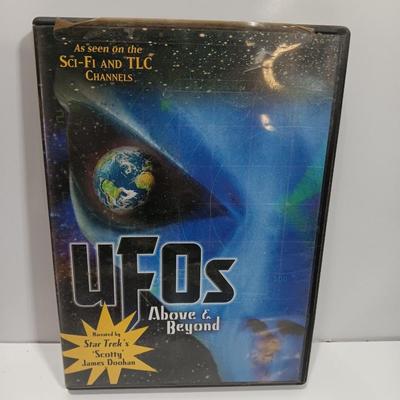 As seen on the
Sci-Fi and TLC
Channels
UFOs
Above &
Beyond
Narrated by
Star Trek's
'Scotty'
James Doohan